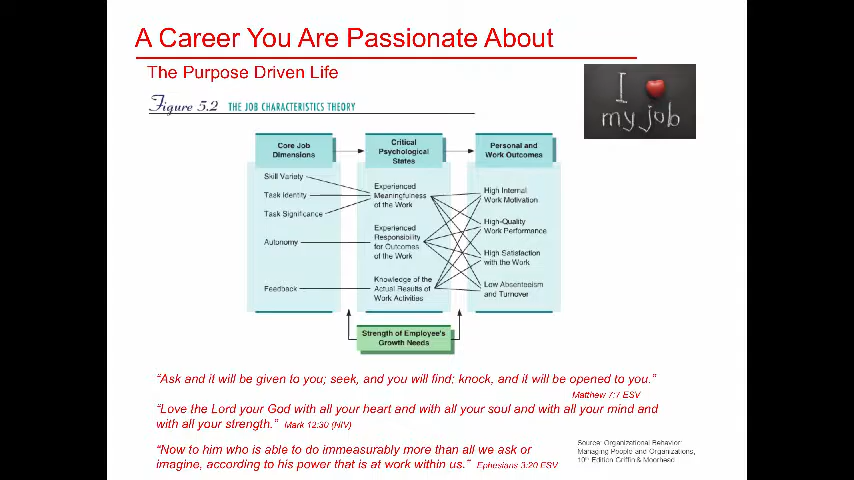 A Career You Are Passionate About
The Purpose Driven Life
I
my job
Figure 5.2 THE JOB CHARACTERISTICS THEORY
Core Job
Dimensions
Critical
Psychological
States
Personal and
Work Outcomes
Skill Variety
Task Identity
Task Significance
Autonomy
Feedback
Experienced
Meaningfulness
of the Work
Experienced
Responsibility
for Outcomes
of the Work
Knowledge of the
Actual Results of
Work Activities
High Internal
Work Motivation
High-Quality
Work Performance
High Satisfaction
with the Work
Low Absenteeism
and Turnover
Strength of Employee's
Growth Needs
“Ask and it will be given to you; seek, and you will find; knock, and it will be opened to you.”
Matthew 7:7 ESV
“Love the Lord your God with all your heart and with all your soul and with all your mind and
with all your strength.” Mark 12:30 (NIV)
“Now to him who is able to do immeasurably more than all we ask or
imagine, according to his power that is at work within us.” Ephesians 3:20 ESV
Source: Organizational Behavior:
Managing People and Organizations,
10th Edition Griffin & Moorhead